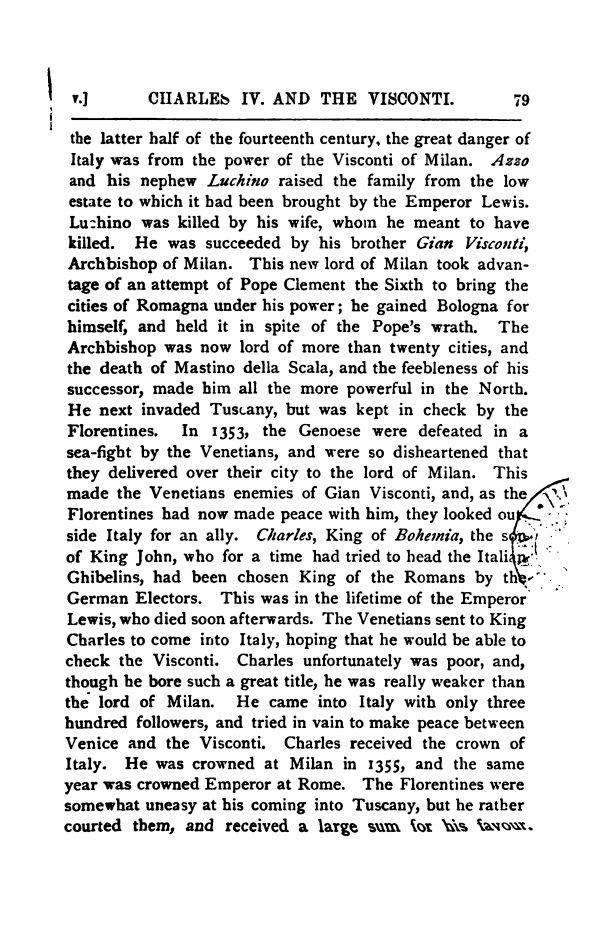 v.] CHARLES IV. AND THE VISCONTI. 79
the latter half of the fourteenth century, the great danger of
Italy was from the power of the Visconti of Milan. Azzo
and his nephew Luchino raised the family from the low
estate to which it had been brought by the Emperor Lewis.
Luchino was killed by his wife, whom he meant to have
killed. He was succeeded by his brother Gian Visconti,
Archbishop of Milan. This new lord of Milan took advan-
tage of an attempt of Pope Clement the Sixth to bring the
cities of Romagna under his power; he gained Bologna for
himself, and held it in spite of the Pope's wrath. The
Archbishop was now lord of more than twenty cities, and
the death of Mastino della Scala, and the feebleness of his
successor, made him all the more powerful in the North.
He next invaded Tuscany, but was kept in check by the
Florentines. In 1353, the Genoese were defeated in a
sea-fight by the Venetians, and were so disheartened that
they delivered over their city to the lord of Milan. This
made the Venetians enemies of Gian Visconti, and, as the
Florentines had now made peace with him, they looked out-
side Italy for an ally. Charles, King of Bohemia, the son
of King John, who for a time had tried to head the Italian
Ghibelins, had been chosen King of the Romans by the
German Electors. This was in the lifetime of the Emperor
Lewis, who died soon afterwards. The Venetians sent to King
Charles to come into Italy, hoping that he would be able to
check the Visconti. Charles unfortunately was poor, and,
though he bore such a great title, he was really weaker than
the lord of Milan. He came into Italy with only three
hundred followers, and tried in vain to make peace between
Venice and the Visconti. Charles received the crown of
Italy. He was crowned at Milan in 1355, and the same
year was crowned Emperor at Rome. The Florentines were
somewhat uneasy at his coming into Tuscany, but he rather
courted them, and received a large sum for his favour.